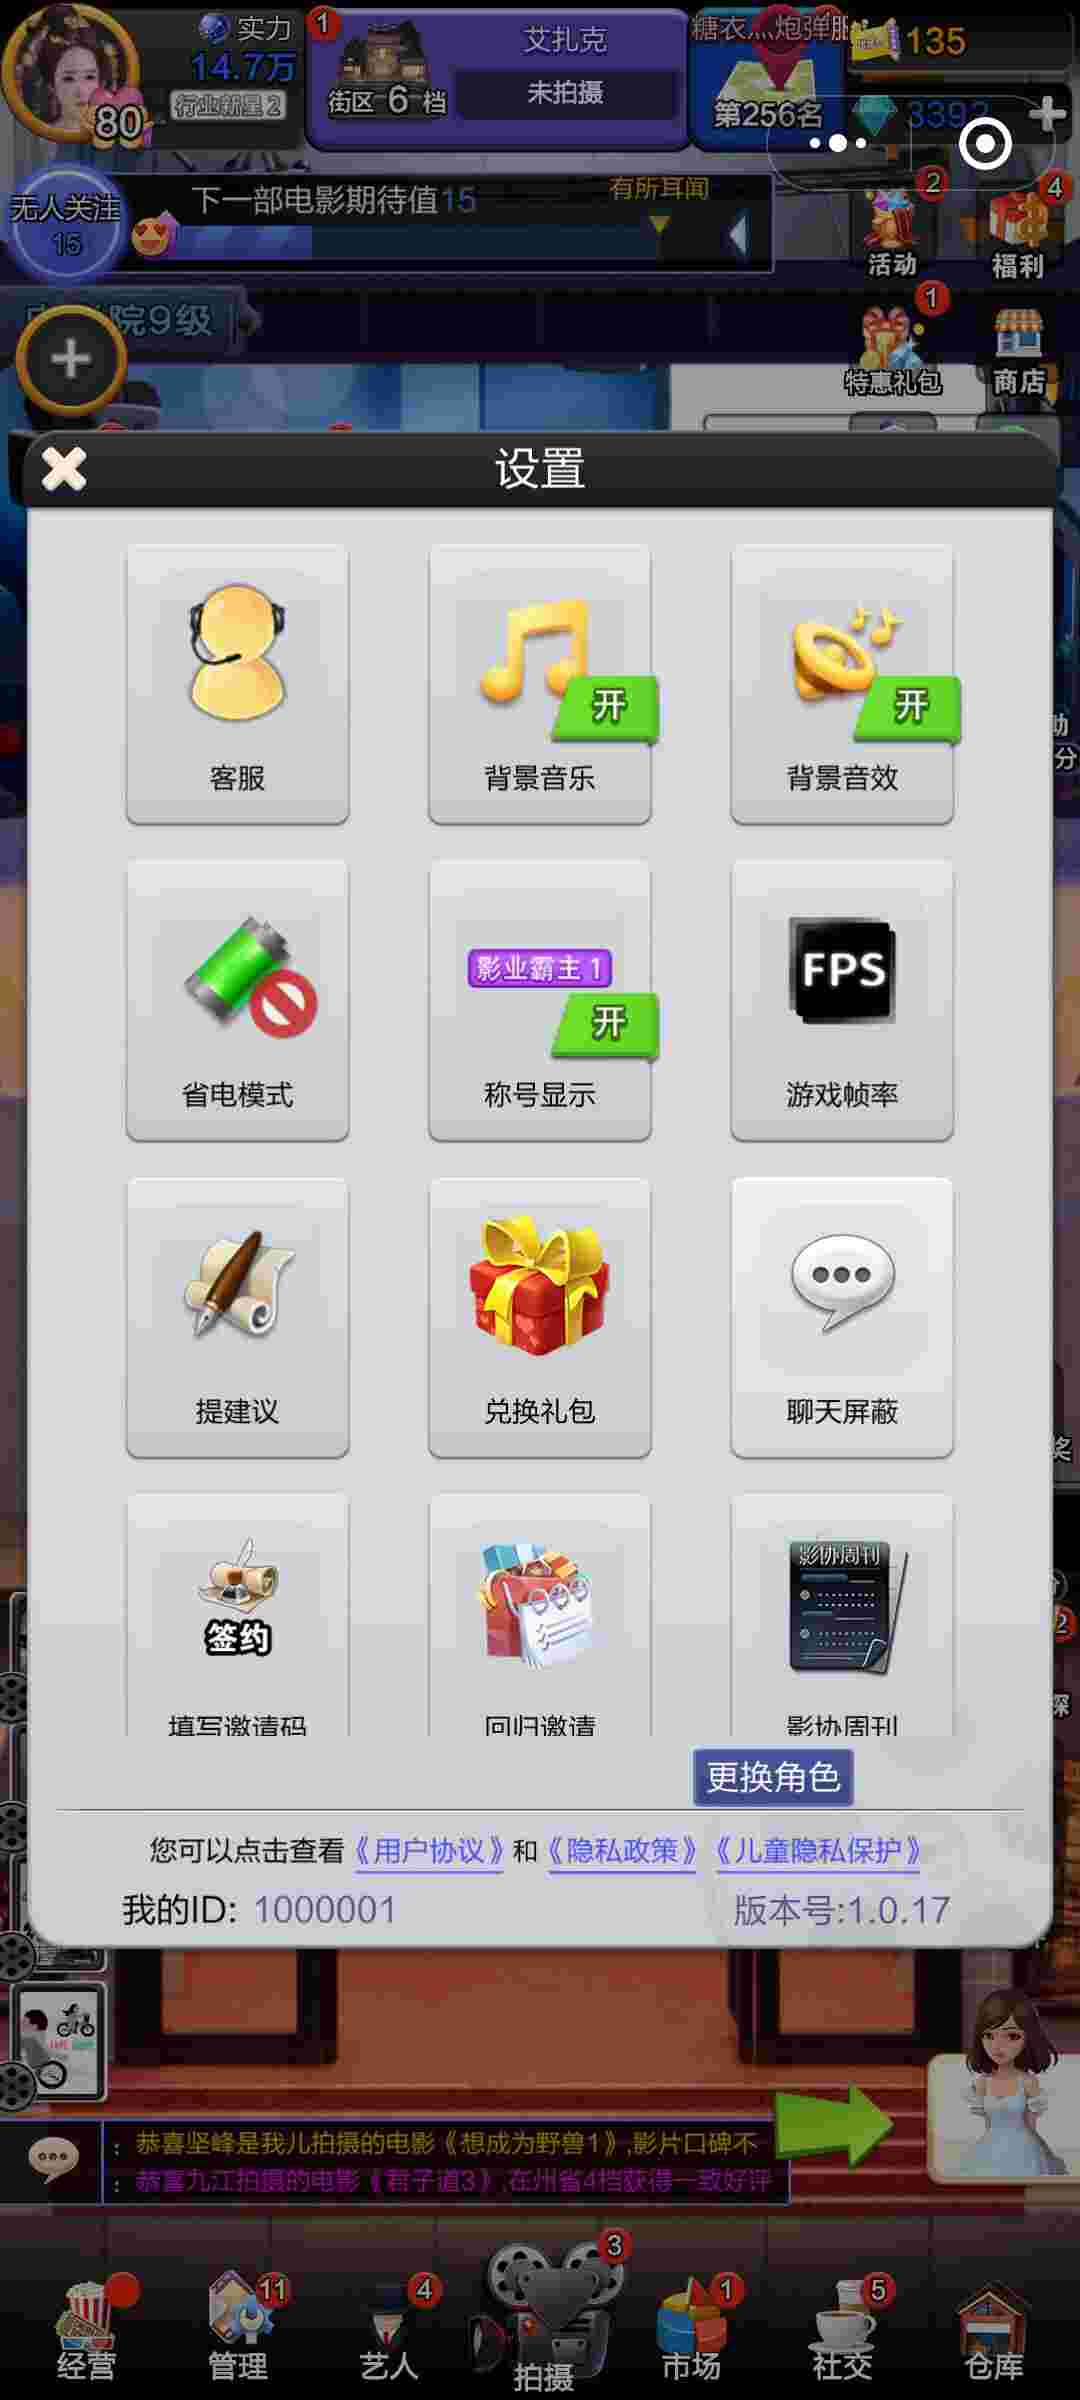 实力
14.7万
行业新星2
80
1
街区 6 档
艾扎克
未拍摄
第256名
135
3392
无人关注
15
下一部电影期待值15
有所耳闻
2
活动
4
福利
院9级
1
特惠礼包
商店
设置
客服
开
背景音乐
开
背景音效
省电模式
影业霸主 1
开
称号显示
FPS
游戏帧率
提建议
兑换礼包
聊天屏蔽
签约
填写邀请码
回归邀请
影协周刊
影协周刊
更换角色
您可以点击查看《用户协议》和《隐私政策》《儿童隐私保护》
我的ID: 1000001
版本号:1.0.17
: 恭喜坚峰是我儿拍摄的电影《想成为野兽1》,影片口碑不
: 恭喜九江拍摄的电影《君子道3》,在州省4档获得一致好评
经营
11
管理
4
艺人
3
拍摄
1
市场
5
社交
仓库